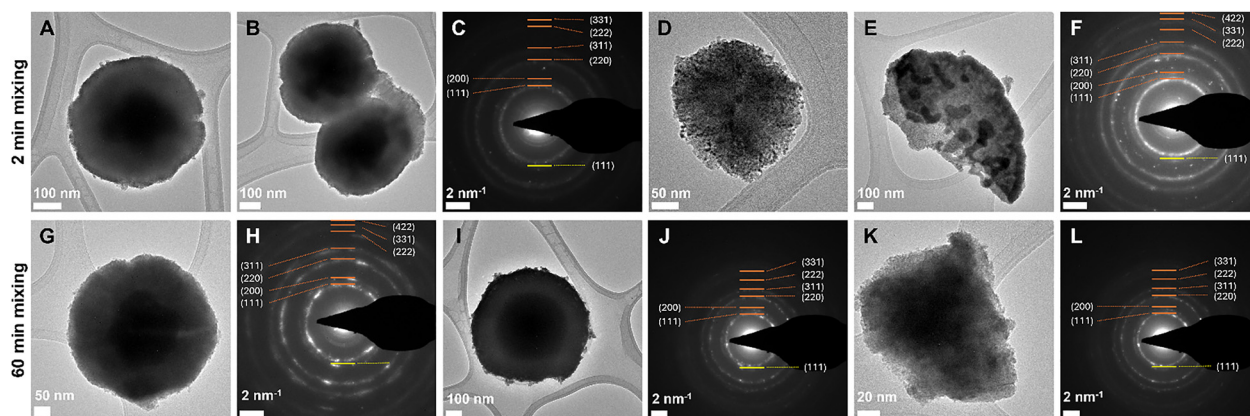 2 min mixing
A
100 nm
B
100 nm
C
(331)
(222)
(311)
(220)
(200)
(111)
(111)
2 nm-1
D
50 nm
E
100 nm
F
(422)
(331)
(222)
(311)
(220)
(200)
(111)
(111)
2 nm-1
60 min mixing
G
50 nm
H
(422)
(331)
(222)
(311)
(220)
(200)
(111)
2 nm-1
I
100 nm
J
(331)
(222)
(311)
(220)
(200)
(111)
(111)
2 nm-1
K
20 nm
L
(331)
(222)
(311)
(220)
(200)
(111)
(111)
2 nm-1